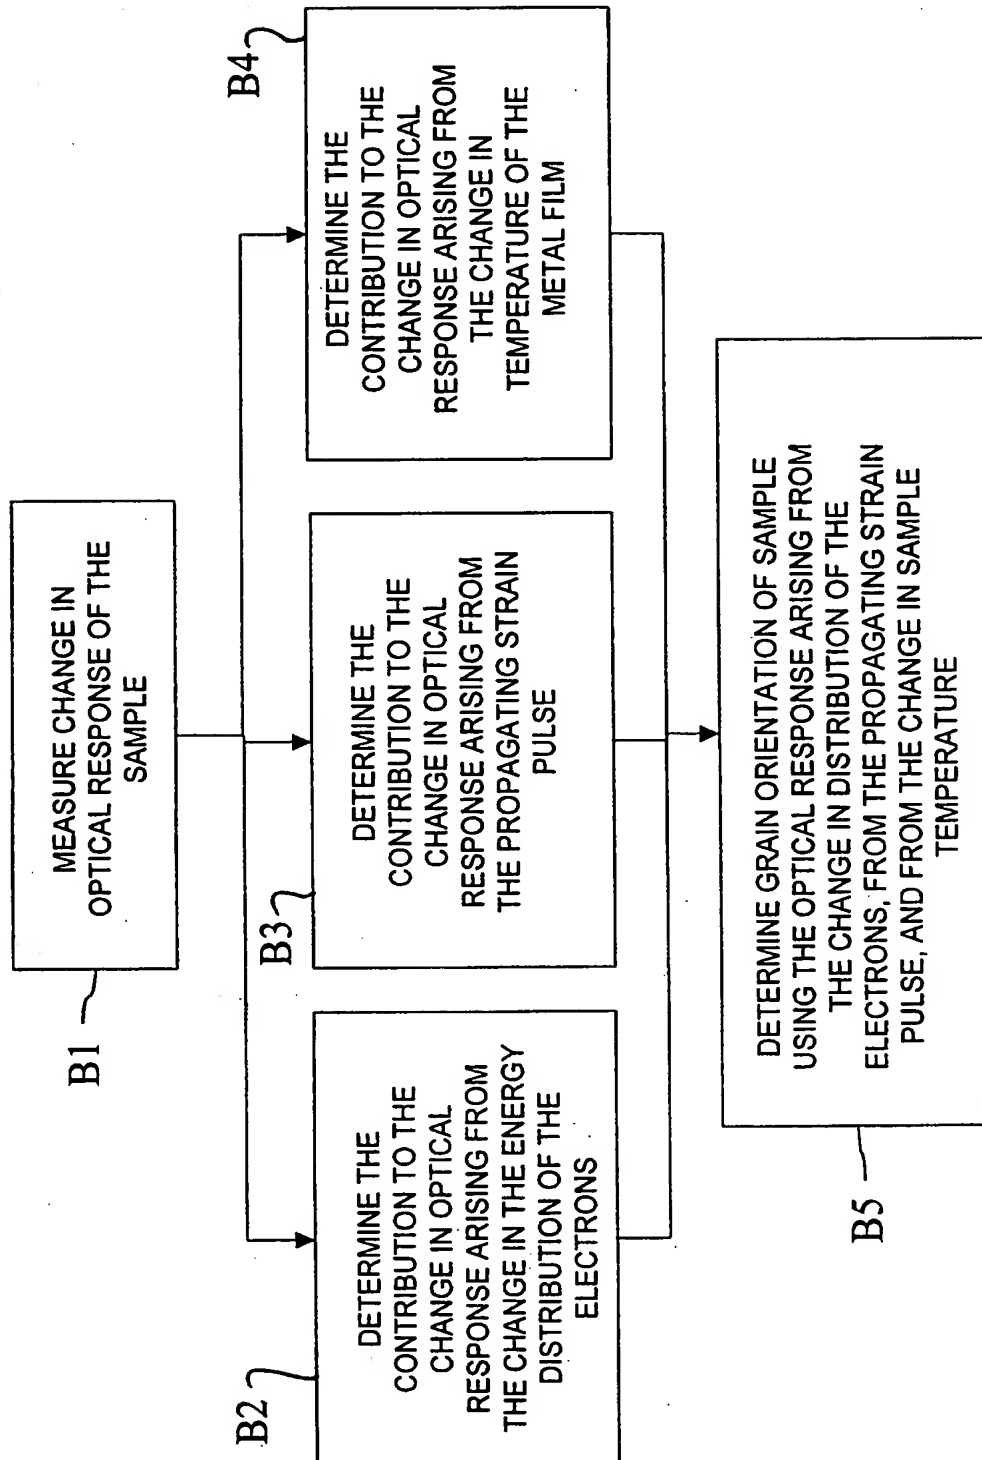 B1
MEASURE CHANGE IN
OPTICAL RESPONSE OF THE
SAMPLE
B2
DETERMINE THE
CONTRIBUTION TO THE
CHANGE IN OPTICAL
RESPONSE ARISING FROM
THE CHANGE IN THE ENERGY
DISTRIBUTION OF THE
ELECTRONS
B3
DETERMINE THE
CONTRIBUTION TO THE
CHANGE IN OPTICAL
RESPONSE ARISING FROM
THE PROPAGATING STRAIN
PULSE
B4
DETERMINE THE
CONTRIBUTION TO THE
CHANGE IN OPTICAL
RESPONSE ARISING FROM
THE CHANGE IN
TEMPERATURE OF THE
METAL FILM
B5
DETERMINE GRAIN ORIENTATION OF SAMPLE
USING THE OPTICAL RESPONSE ARISING FROM
THE CHANGE IN DISTRIBUTION OF THE
ELECTRONS, FROM THE PROPAGATING STRAIN
PULSE, AND FROM THE CHANGE IN SAMPLE
TEMPERATURE